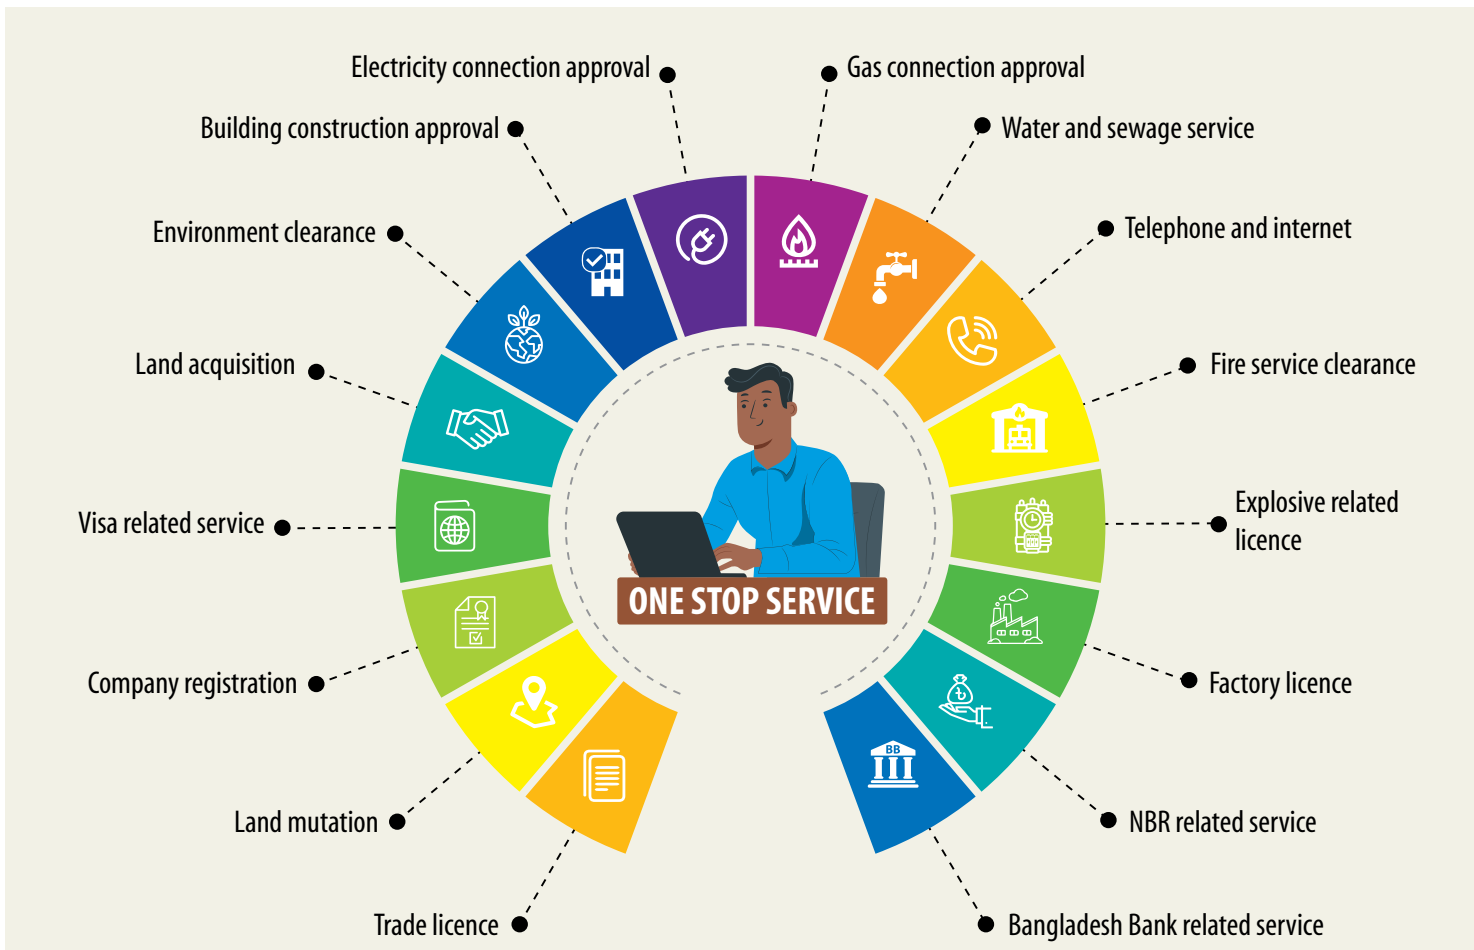 Electricity connection approval
Gas connection approval
Building construction approval
Water and sewage service
Environment clearance
Telephone and internet
Land acquisition
Fire service clearance
Visa related service
Explosive related
licence
ONE STOP SERVICE
Company registration
Factory licence
৳
BB
Land mutation
NBR related service
Trade licence
Bangladesh Bank related service